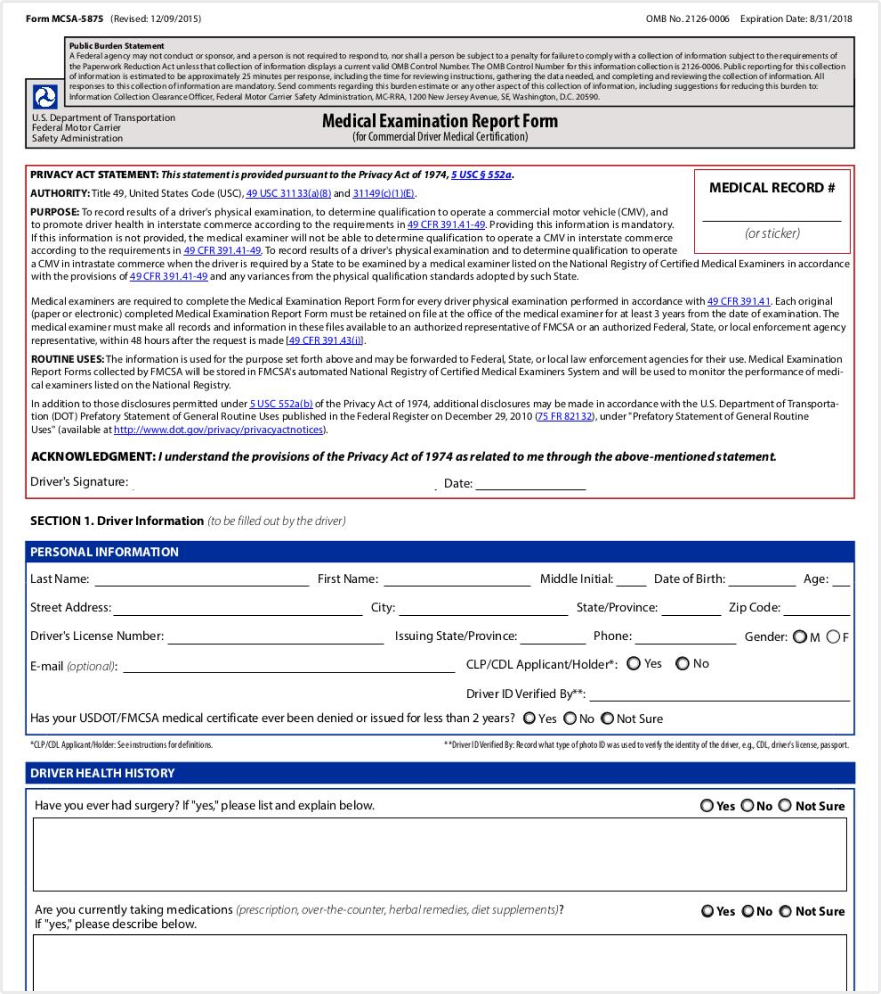 Form MCSA-5875 (Revised: 12/09/2015) OMB No. 2126-0006 Expiration Date: 8/31/2018
Public Burden Statement
A Federal agency may not conduct or sponsor, and a person is not required to respond to, nor shall a person be subject to a penalty for failure to comply with a collection of information subject to the requirements of
the Paperwork Reduction Act unless that collection of information displays a current valid OMB Control Number. The OMB Control Number for this information collection is 2126-0006. Public reporting for this collection
of information is estimated to be approximately 25 minutes per response, including the time for reviewing instructions, gathering the data needed, and completing and reviewing the collection of information. All
responses to this collection of information are mandatory. Send comments regarding this burden estimate or any other aspect of this collection of information, including suggestions for reducing this burden to:
Information Collection Clearance Officer, Federal Motor Carrier Safety Administration, MC-RRA, 1200 New Jersey Avenue, SE, Washington, D.C. 20590.
U.S. Department of Transportation
Federal Motor Carrier
Safety Administration
Medical Examination Report Form
(for Commercial Driver Medical Certification)
PRIVACY ACT STATEMENT: This statement is provided pursuant to the Privacy Act of 1974, 5 USC § 552a.
MEDICAL RECORD #
(or sticker)
AUTHORITY: Title 49, United States Code (USC), 49 USC 31133(a)(8) and 31149(c)(1)(E).
PURPOSE: To record results of a driver's physical examination, to determine qualification to operate a commercial motor vehicle (CMV), and
to promote driver health in interstate commerce according to the requirements in 49 CFR 391.41-49. Providing this information is mandatory.
If this information is not provided, the medical examiner will not be able to determine qualification to operate a CMV in interstate commerce
according to the requirements in 49 CFR 391.41-49. To record results of a driver's physical examination and to determine qualification to operate
a CMV in intrastate commerce when the driver is required by a State to be examined by a medical examiner listed on the National Registry of Certified Medical Examiners in accordance
with the provisions of 49 CFR 391.41-49 and any variances from the physical qualification standards adopted by such State.
Medical examiners are required to complete the Medical Examination Report Form for every driver physical examination performed in accordance with 49 CFR 391.41. Each original
(paper or electronic) completed Medical Examination Report Form must be retained on file at the office of the medical examiner for at least 3 years from the date of examination. The
medical examiner must make all records and information in these files available to an authorized representative of FMCSA or an authorized Federal, State, or local enforcement agency
representative, within 48 hours after the request is made [49 CFR 391.43(i)].
ROUTINE USES: The information is used for the purpose set forth above and may be forwarded to Federal, State, or local law enforcement agencies for their use. Medical Examination
Report Forms collected by FMCSA will be stored in FMCSA's automated National Registry of Certified Medical Examiners System and will be used to monitor the performance of medi-
cal examiners listed on the National Registry.
In addition to those disclosures permitted under 5 USC 552a(b) of the Privacy Act of 1974, additional disclosures may be made in accordance with the U.S. Department of Transporta-
tion (DOT) Prefatory Statement of General Routine Uses published in the Federal Register on December 29, 2010 (75 FR 82132), under "Prefatory Statement of General Routine
Uses" (available at http://www.dot.gov/privacy/privacyactnotices).
ACKNOWLEDGMENT: I understand the provisions of the Privacy Act of 1974 as related to me through the above-mentioned statement.
Driver's Signature: Date:
SECTION 1. Driver Information (to be filled out by the driver)
PERSONAL INFORMATION
Last Name: First Name: Middle Initial: Date of Birth: Age:
Street Address: City: State/Province: Zip Code:
Driver's License Number: Issuing State/Province: Phone: Gender: M F
E-mail (optional): CLP/CDL Applicant/Holder*: Yes No
Driver ID Verified By**:
Has your USDOT/FMCSA medical certificate ever been denied or issued for less than 2 years? Yes No Not Sure
*CLP/CDL Applicant/Holder: See instructions for definitions. **Driver ID Verified By: Record what type of photo ID was used to verify the identity of the driver, e.g., CDL, driver's license, passport.
DRIVER HEALTH HISTORY
Have you ever had surgery? If "yes," please list and explain below. Yes No Not Sure
Are you currently taking medications (prescription, over-the-counter, herbal remedies, diet supplements)? Yes No Not Sure
If "yes," please describe below.